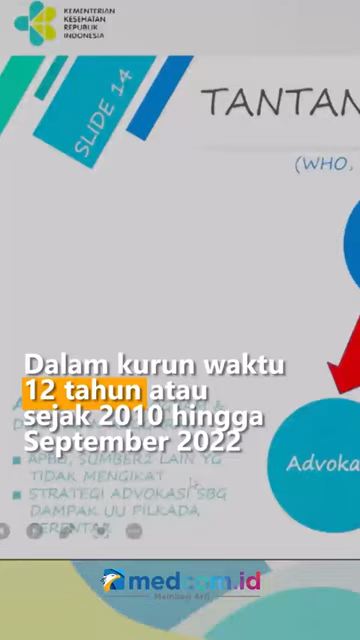 KEMENTERIAN
KESEHATAN
REPUBLIK
INDONESIA
SLIDE 14
TANTAN
(WHO,
Dalam kurun waktu
12 tahun atau
sejak 2010 hingga
September 2022
Advoka
APBD, SUMBER2 LAIN YG
TIDAK MENGIKAT
STRATEGI ADVOKASI SBG
DAMPAK UU PILKADA
medcom.id